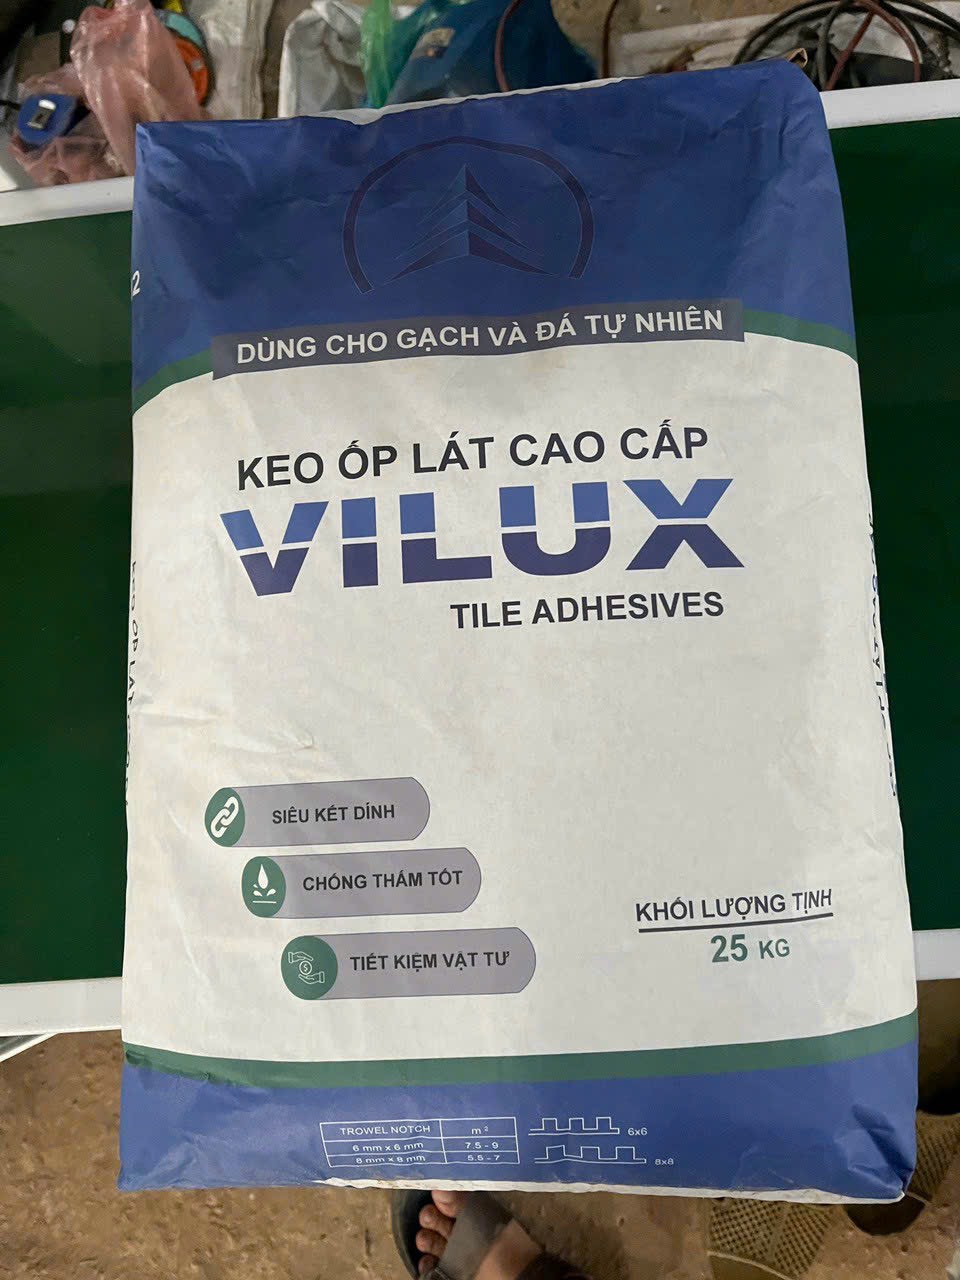 DÙNG CHO GẠCH VÀ ĐÁ TỰ NHIÊN
KEO ỐP LÁT CAO CẤP
VILUX
TILE ADHESIVES
SIÊU KẾT DÍNH
CHỐNG THẤM TỐT
TIẾT KIỆM VẬT TƯ
KHỐI LƯỢNG TỊNH
25 KG
TROWEL NOTCH m²
6 mm x 6 mm 7.5 - 9
8 mm x 8 mm 5.5 - 7
6x6
8x8